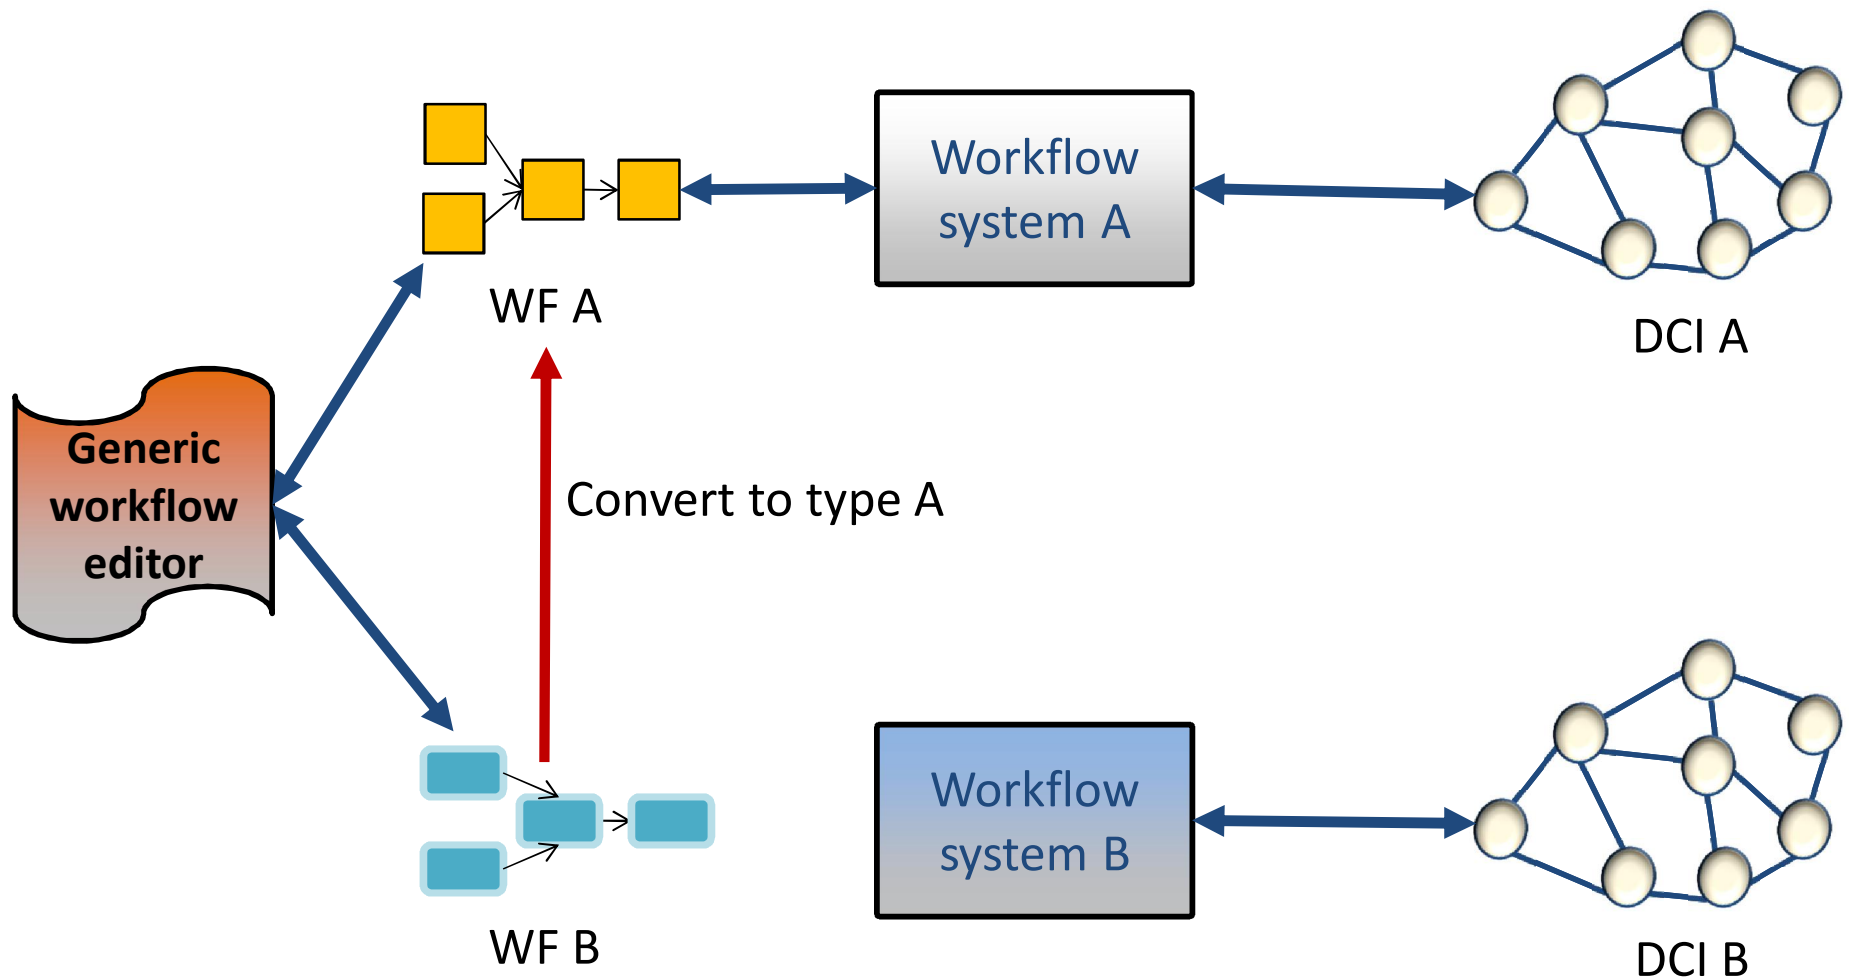 Workflow
system A
WF A
DCI A
Generic
workflow
editor
Convert to type A
Workflow
system B
WF B
DCI B